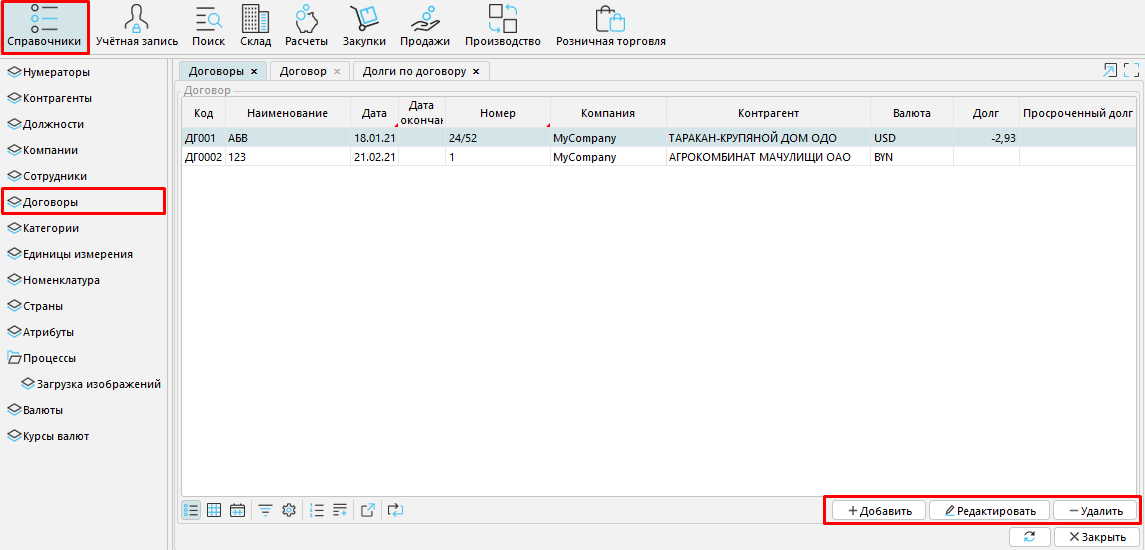 Справочники Учётная запись Поиск Склад Расчеты Закупки Продажи Производство Розничная торговля
Нумераторы
Контрагенты
Должности
Компании
Сотрудники
Договоры
Категории
Единицы измерения
Номенклатура
Страны
Атрибуты
Процессы
Загрузка изображений
Валюты
Курсы валют
Договоры × Договор × Долги по договору ×
Договор
Код Наименование Дата Дата окончан Номер Компания Контрагент Валюта Долг Просроченный долг
ДГ001 АБВ 18.01.21 24/52 MyCompany ТАРАКАН-КРУПЯНОЙ ДОМ ОДО USD -2,93
ДГ0002 123 21.02.21 1 MyCompany АГРОКОМБИНАТ МАЧУЛИЩИ ОАО BYN
Добавить Редактировать Удалить
Закрыть